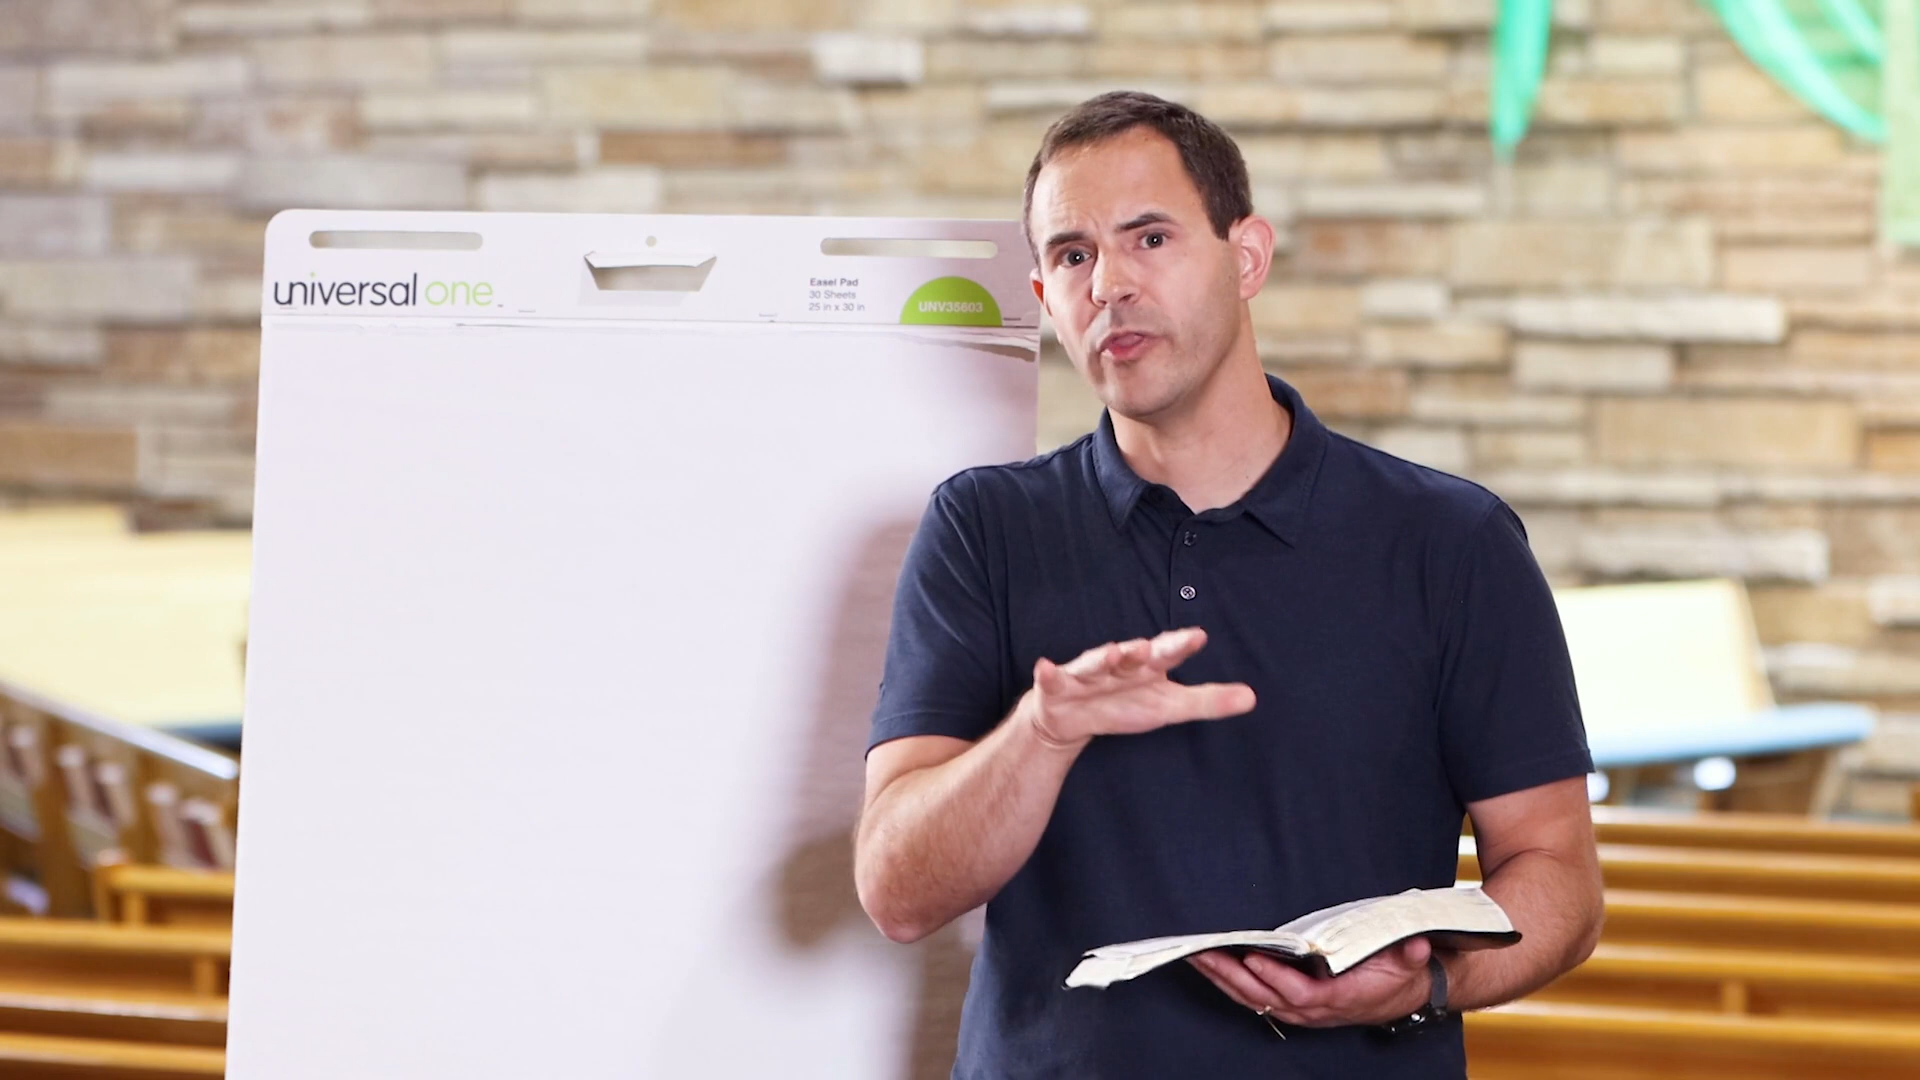 universal one
Easel Pad
30 Sheets
25 in x 30 in
UNV35603